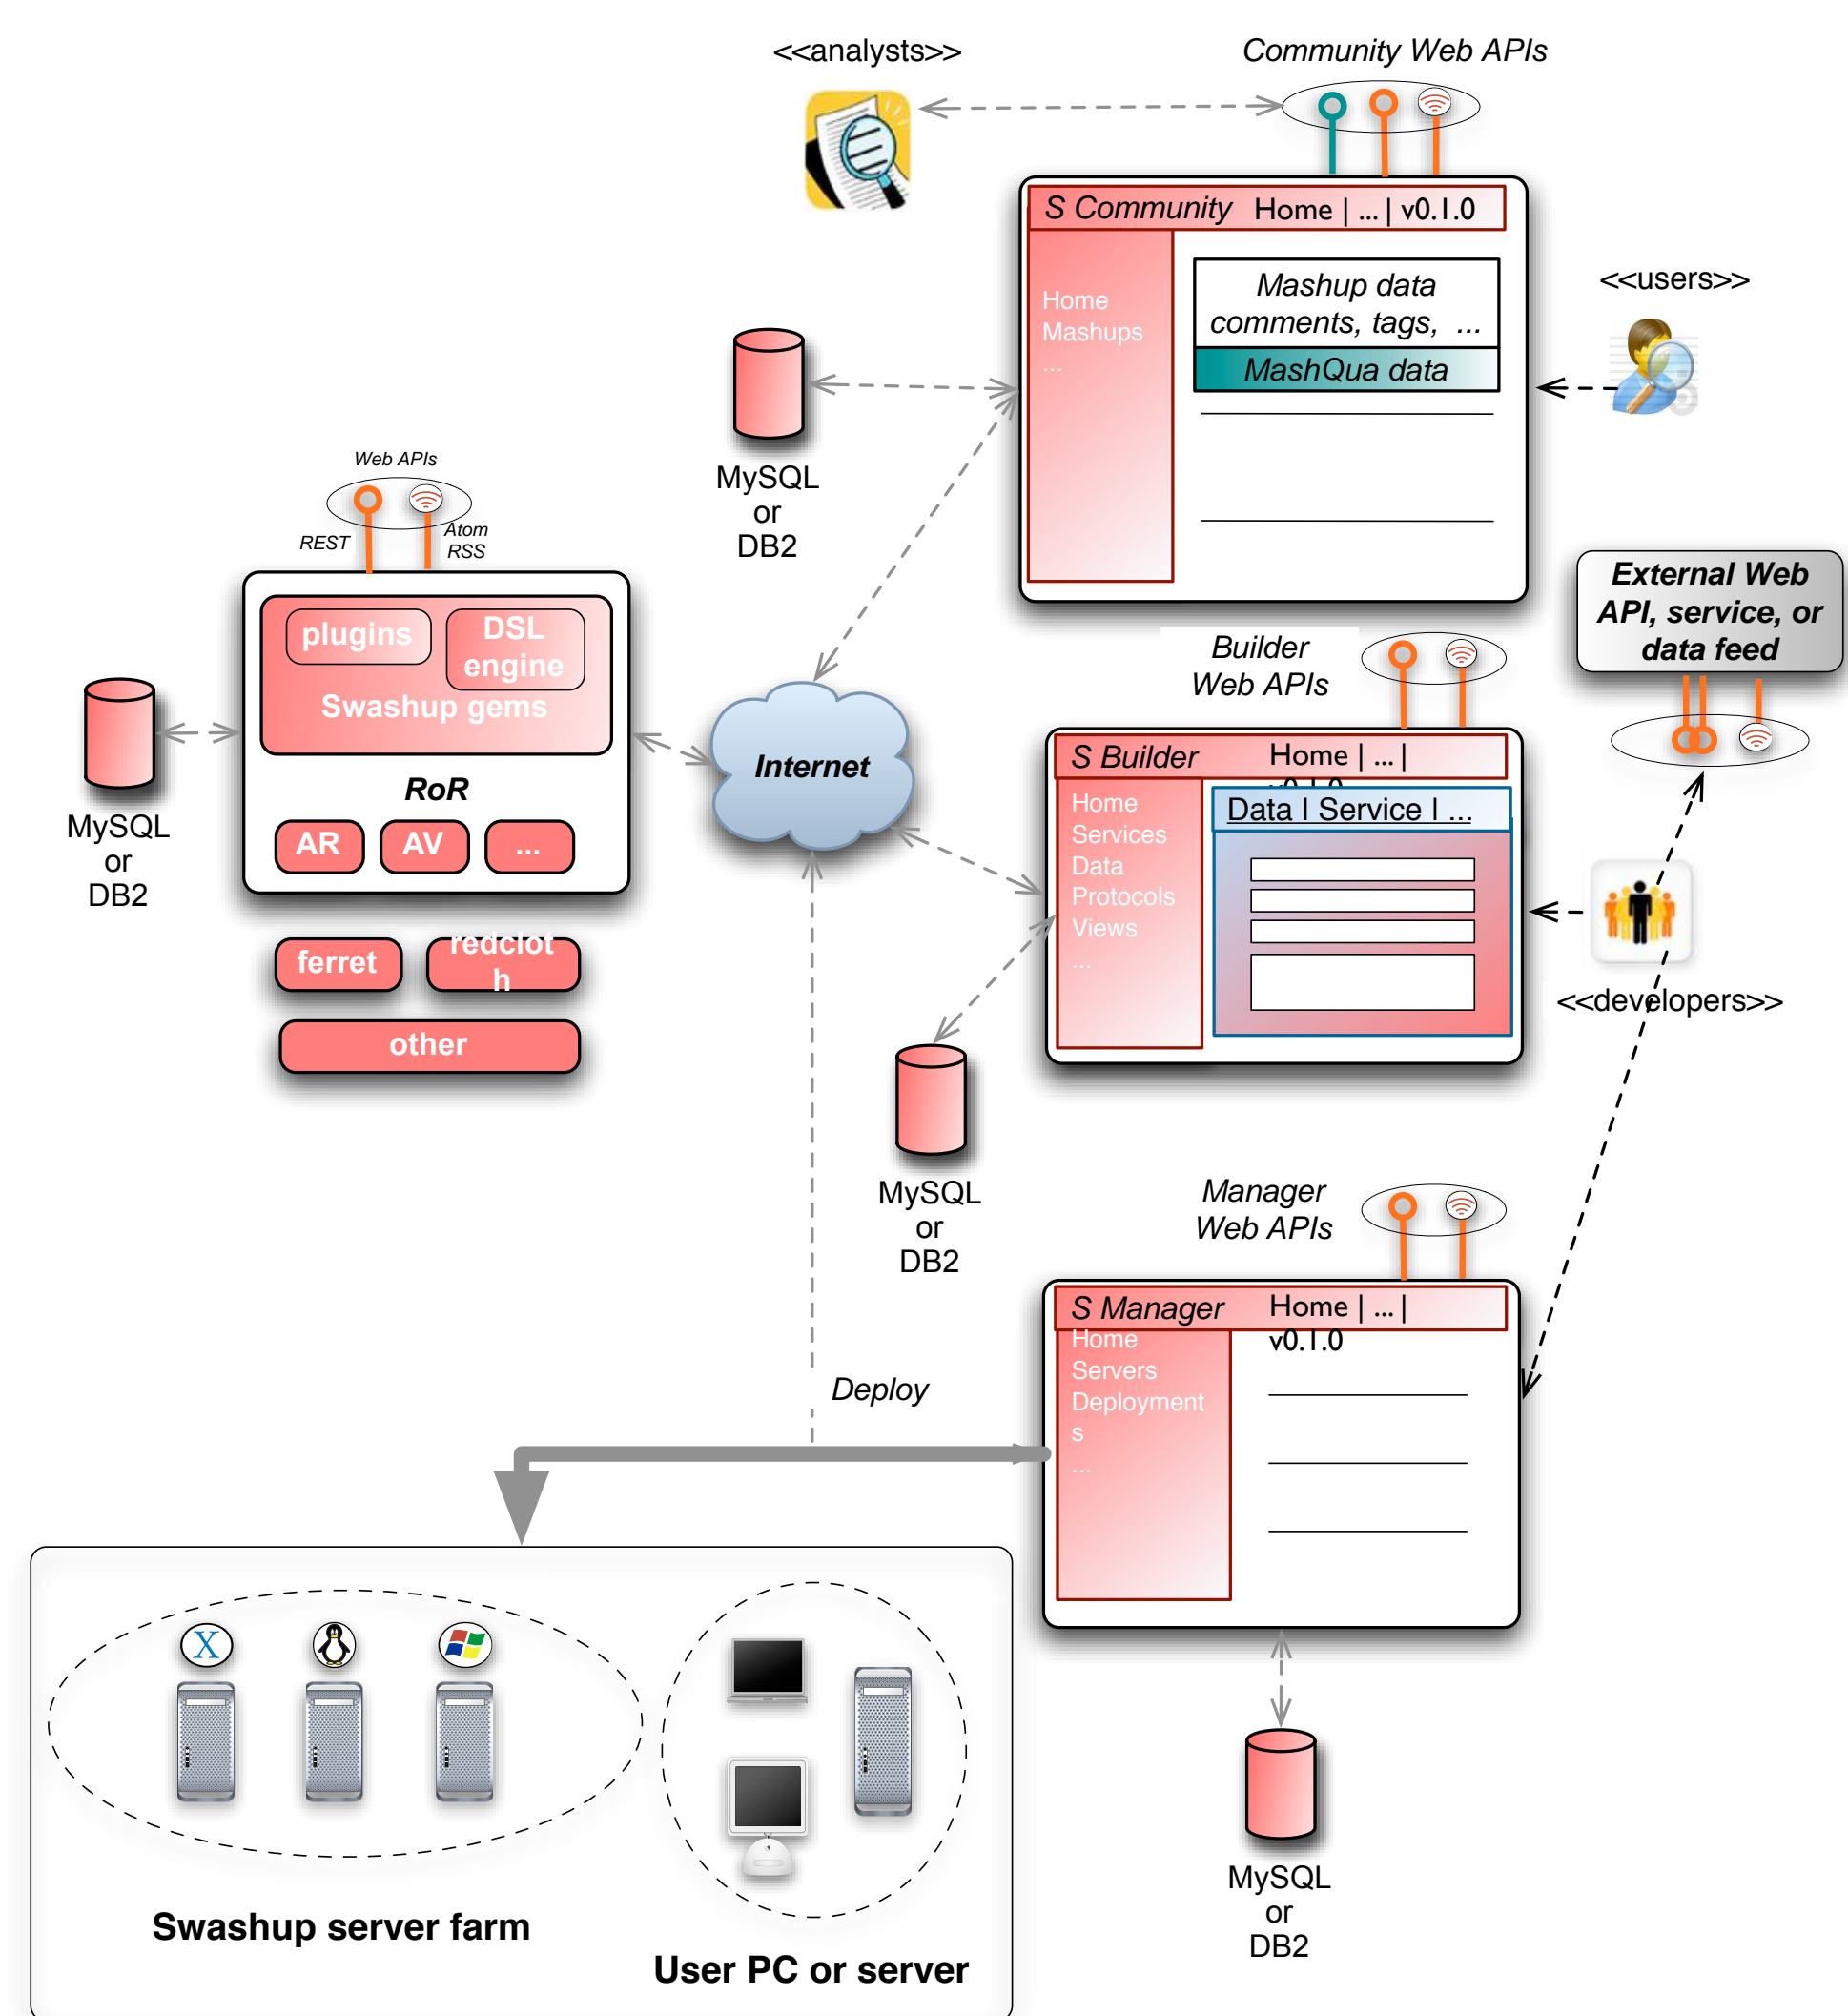 <<analysts>>
Community Web APIs
S Community Home | ... | v0.1.0
Home
Mashups
...
Mashup data
comments, tags, ...
MashQua data
<<users>>
MySQL
or
DB2
Web APIs
REST
Atom
RSS
plugins
DSL
engine
Swashup gems
RoR
AR
AV
...
ferret
redclot
h
other
MySQL
or
DB2
Internet
External Web
API, service, or
data feed
Builder
Web APIs
S Builder Home | ... |
v0.1.0
Home
Services
Data
Protocols
Views
...
Data | Service | ...
<<developers>>
MySQL
or
DB2
Manager
Web APIs
S Manager Home | ... |
v0.1.0
Home
Servers
Deployment
s
...
Deploy
X
Swashup server farm
User PC or server
MySQL
or
DB2